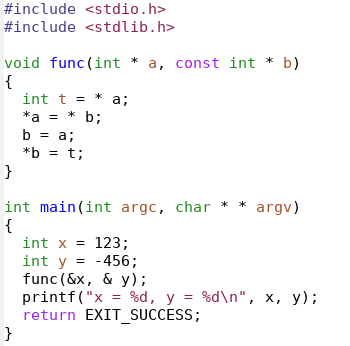 #include <stdio.h>
#include <stdlib.h>

void func(int * a, const int * b)
{
  int t = * a;
  *a = * b;
  b = a;
  *b = t;
}

int main(int argc, char * * argv)
{
  int x = 123;
  int y = -456;
  func(&x, & y);
  printf("x = %d, y = %d\n", x, y);
  return EXIT_SUCCESS;
}